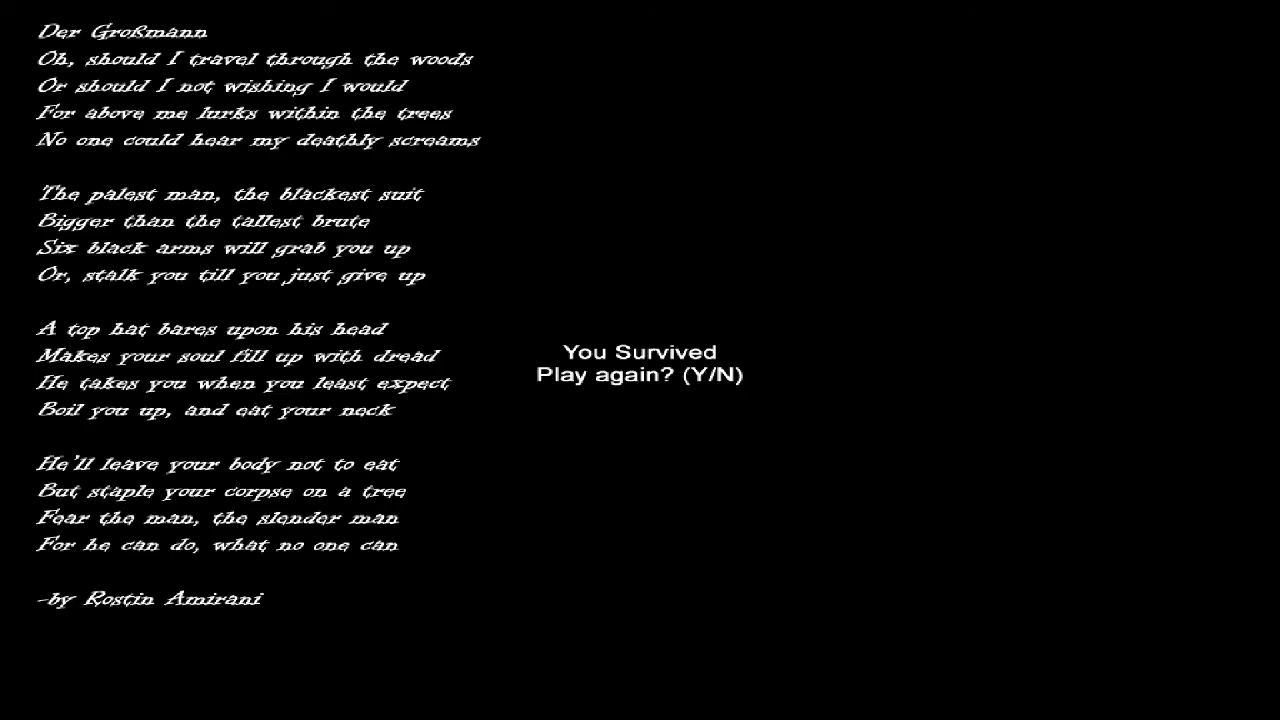 Der Großmann
Oh, should I travel through the woods
Or should I not wishing I would
For above me lurks within the trees
No one could hear my deathly screams

The palest man, the blackest suit
Bigger than the tallest brute
Six black arms will grab you up
Or, stalk you till you just give up

A top hat bares upon his head
Makes your soul fill up with dread
He takes you when you least expect
Boil you up, and eat your neck

He'll leave your body not to eat
But staple your corpse on a tree
Fear the man, the slender man
For he can do, what no one can

-by Rostin Amirani

You Survived
Play again? (Y/N)